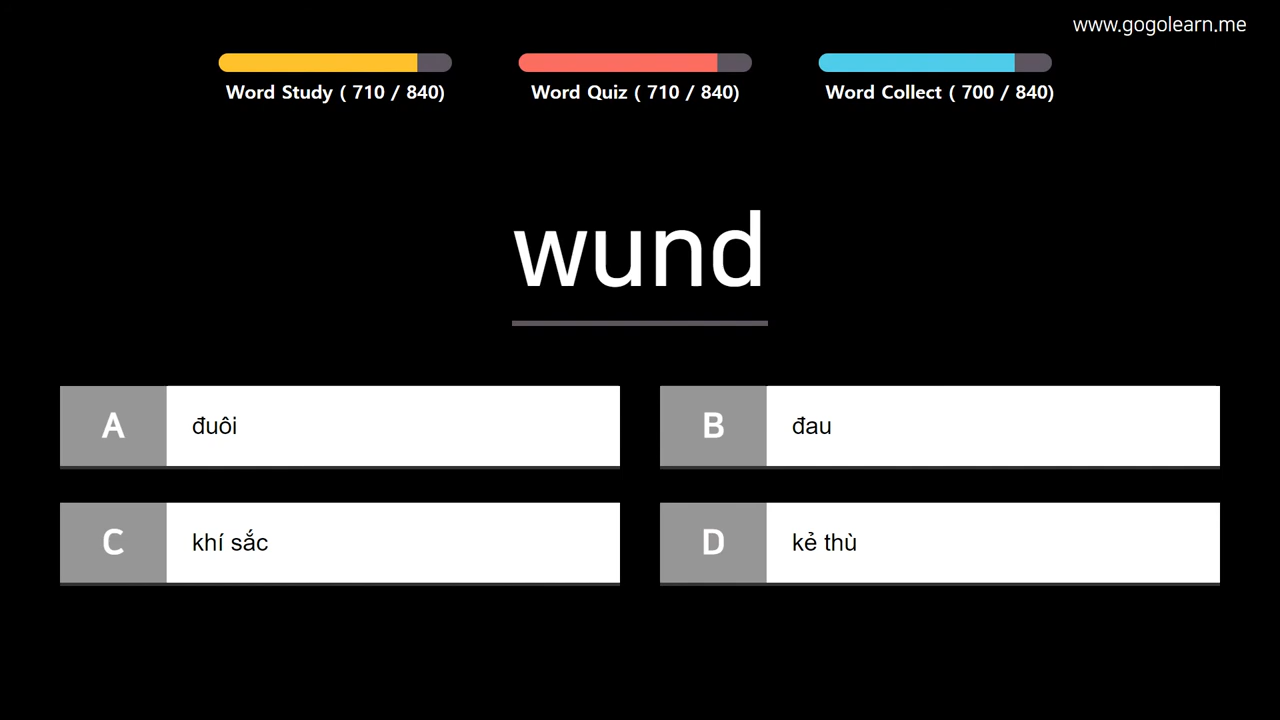 www.gogolearn.me
Word Study ( 710 / 840)
Word Quiz ( 710 / 840)
Word Collect ( 700 / 840)
wund
A đuôi
B đau
C khí sắc
D kẻ thù